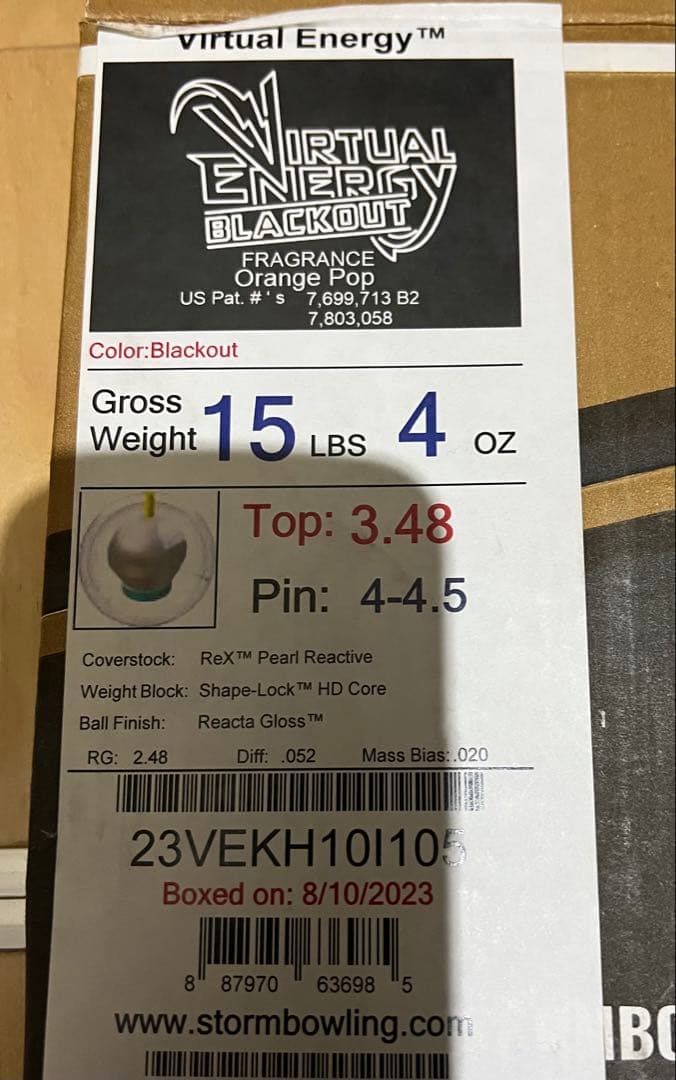 Virtual Energy™
VIRTUAL
ENERGY
BLACKOUT
FRAGRANCE
Orange Pop
US Pat. # ' s 7,699,713 B2
7,803,058
Color:Blackout
Gross
Weight 15 LBS 4 OZ
Top: 3.48
Pin: 4-4.5
Coverstock: ReX™ Pearl Reactive
Weight Block: Shape-Lock™ HD Core
Ball Finish: Reacta Gloss™
RG: 2.48 Diff: .052 Mass Bias:.020
23VEKH10I105
Boxed on: 8/10/2023
8 87970 63698 5
www.stormbowling.com